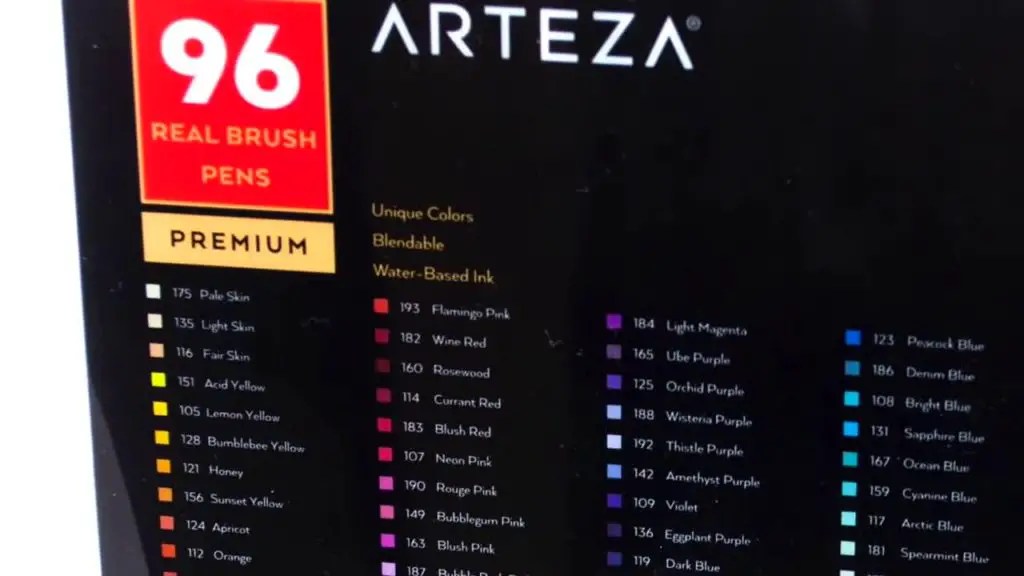 96
REAL BRUSH
PENS
PREMIUM
ARTEZA®
Unique Colors
Blendable
Water-Based Ink
175 Pale Skin
135 Light Skin
116 Fair Skin
151 Acid Yellow
105 Lemon Yellow
128 Bumblebee Yellow
121 Honey
156 Sunset Yellow
124 Apricot
112 Orange
193 Flamingo Pink
182 Wine Red
160 Rosewood
114 Currant Red
183 Blush Red
107 Neon Pink
190 Rouge Pink
149 Bubblegum Pink
163 Blush Pink
187
184 Light Magenta
165 Ube Purple
125 Orchid Purple
188 Wisteria Purple
192 Thistle Purple
142 Amethyst Purple
109 Violet
136 Eggplant Purple
119 Dark Blue
123 Peacock Blue
186 Denim Blue
108 Bright Blue
131 Sapphire Blue
167 Ocean Blue
159 Cyanine Blue
117 Arctic Blue
181 Spearmint Blue